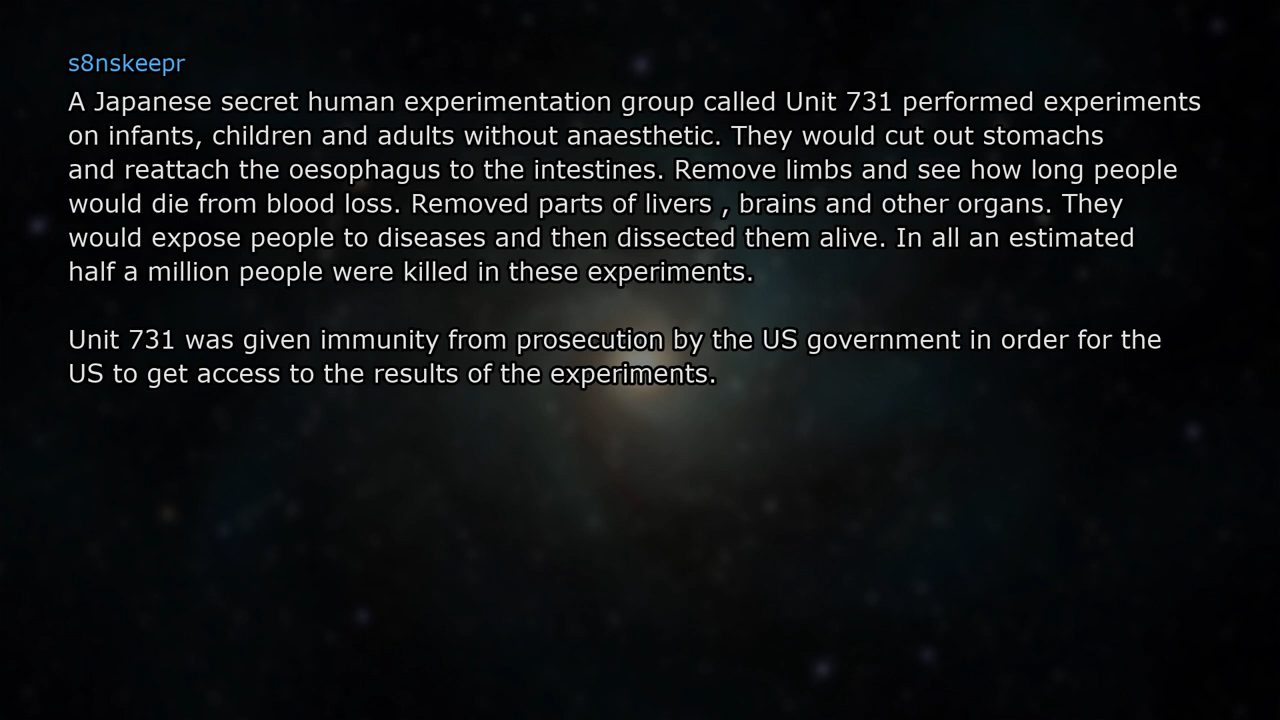 s8nskeepr
A Japanese secret human experimentation group called Unit 731 performed experiments
on infants, children and adults without anaesthetic. They would cut out stomachs
and reattach the oesophagus to the intestines. Remove limbs and see how long people
would die from blood loss. Removed parts of livers , brains and other organs. They
would expose people to diseases and then dissected them alive. In all an estimated
half a million people were killed in these experiments.
Unit 731 was given immunity from prosecution by the US government in order for the
US to get access to the results of the experiments.